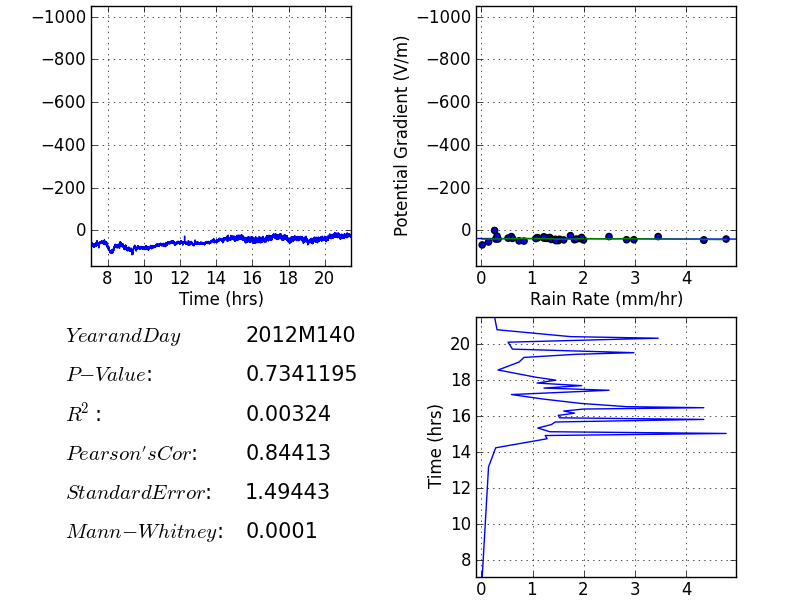 −1000
−800
−600
−400
−200
0
8 10 12 14 16 18 20
Time (hrs)
Potential Gradient (V/m)
−1000
−800
−600
−400
−200
0
0 1 2 3 4
Rain Rate (mm/hr)
YearandDay 2012M140
P−Value: 0.7341195
R²: 0.00324
Pearson'sCor: 0.84413
StandardError: 1.49443
Mann−Whitney: 0.0001
Time (hrs)
20
18
16
14
12
10
8
0 1 2 3 4